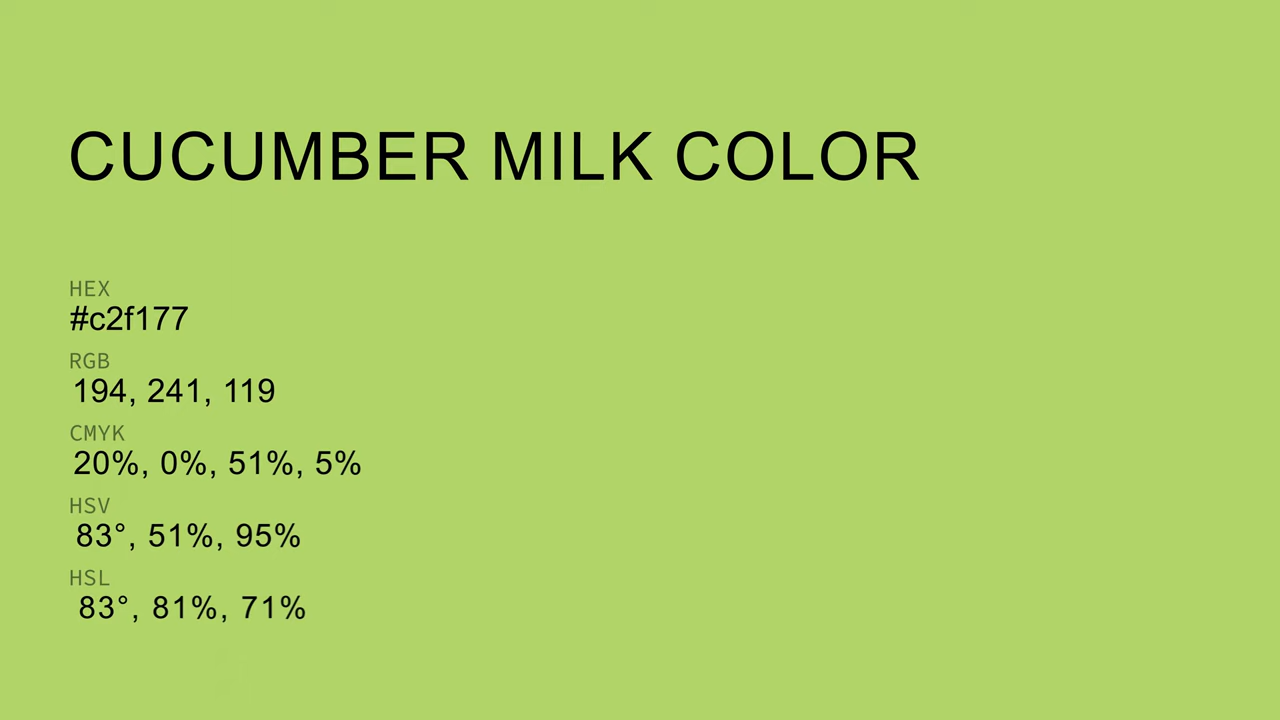 CUCUMBER MILK COLOR
HEX
#c2f177
RGB
194, 241, 119
CMYK
20%, 0%, 51%, 5%
HSV
83°, 51%, 95%
HSL
83°, 81%, 71%